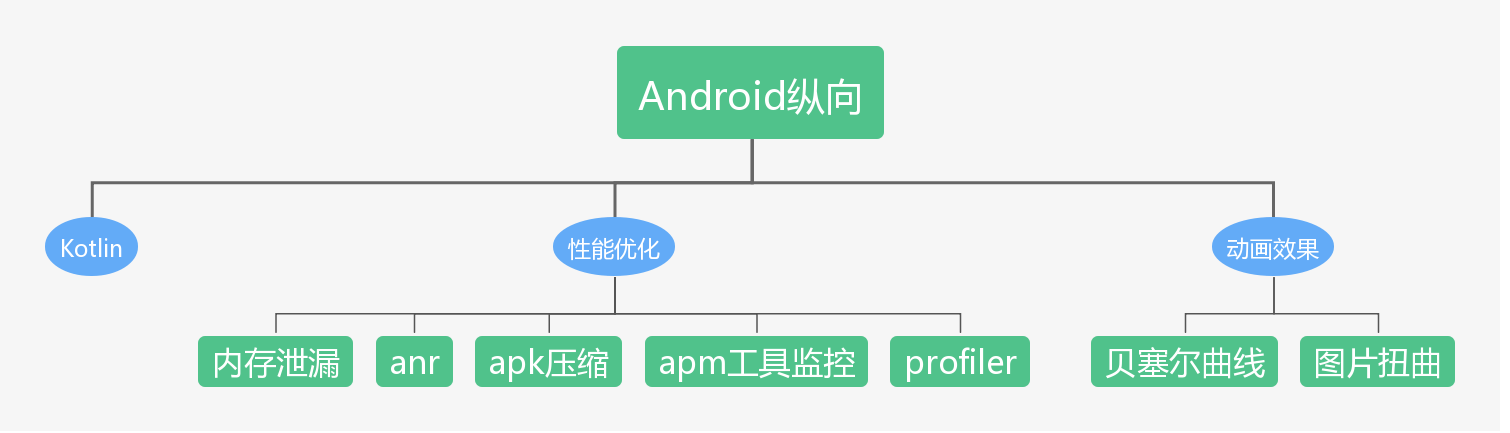 Android纵向
Kotlin
性能优化
动画效果
内存泄漏
anr
apk压缩
apm工具监控
profiler
贝塞尔曲线
图片扭曲